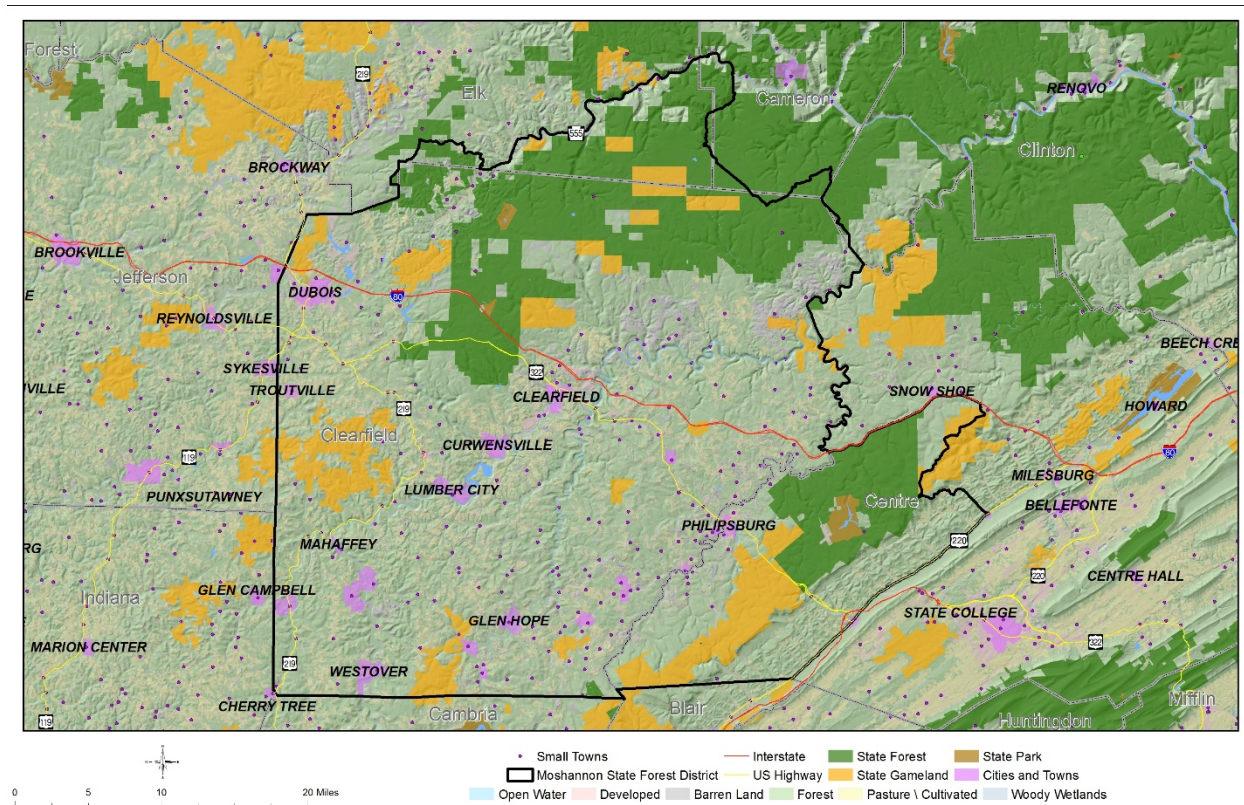 Forest
219
Elk
Cameron
RENOVO
555
Clinton
BROCKWAY
BROOKVILLE
Jefferson
DUBOIS
80
REYNOLDSVILLE
BEECH CRE
SYKESVILLE
322
VILLE
TROUTVILLE
CLEARFIELD
SNOW SHOE
HOWARD
219
Clearfield
CURWENSVILLE
80
119
LUMBER CITY
MILESBURG
PUNXSUTAWNEY
Centre
BELLEFONTE
PHILIPSBURG
RG
MAHAFFEY
220
220
CENTRE HALL
GLEN CAMPBELL
Indiana
STATE COLLEGE
GLEN HOPE
MARION CENTER
322
219
WESTOVER
Mifflin
CHERRY TREE
Cambria
Blair
Huntingdon
119
Small Towns
Interstate
State Forest
State Park
Moshannon State Forest District
US Highway
State Gameland
Cities and Towns
Open Water
Developed
Barren Land
Forest
Pasture \ Cultivated
Woody Wetlands
0 5 10 20 Miles